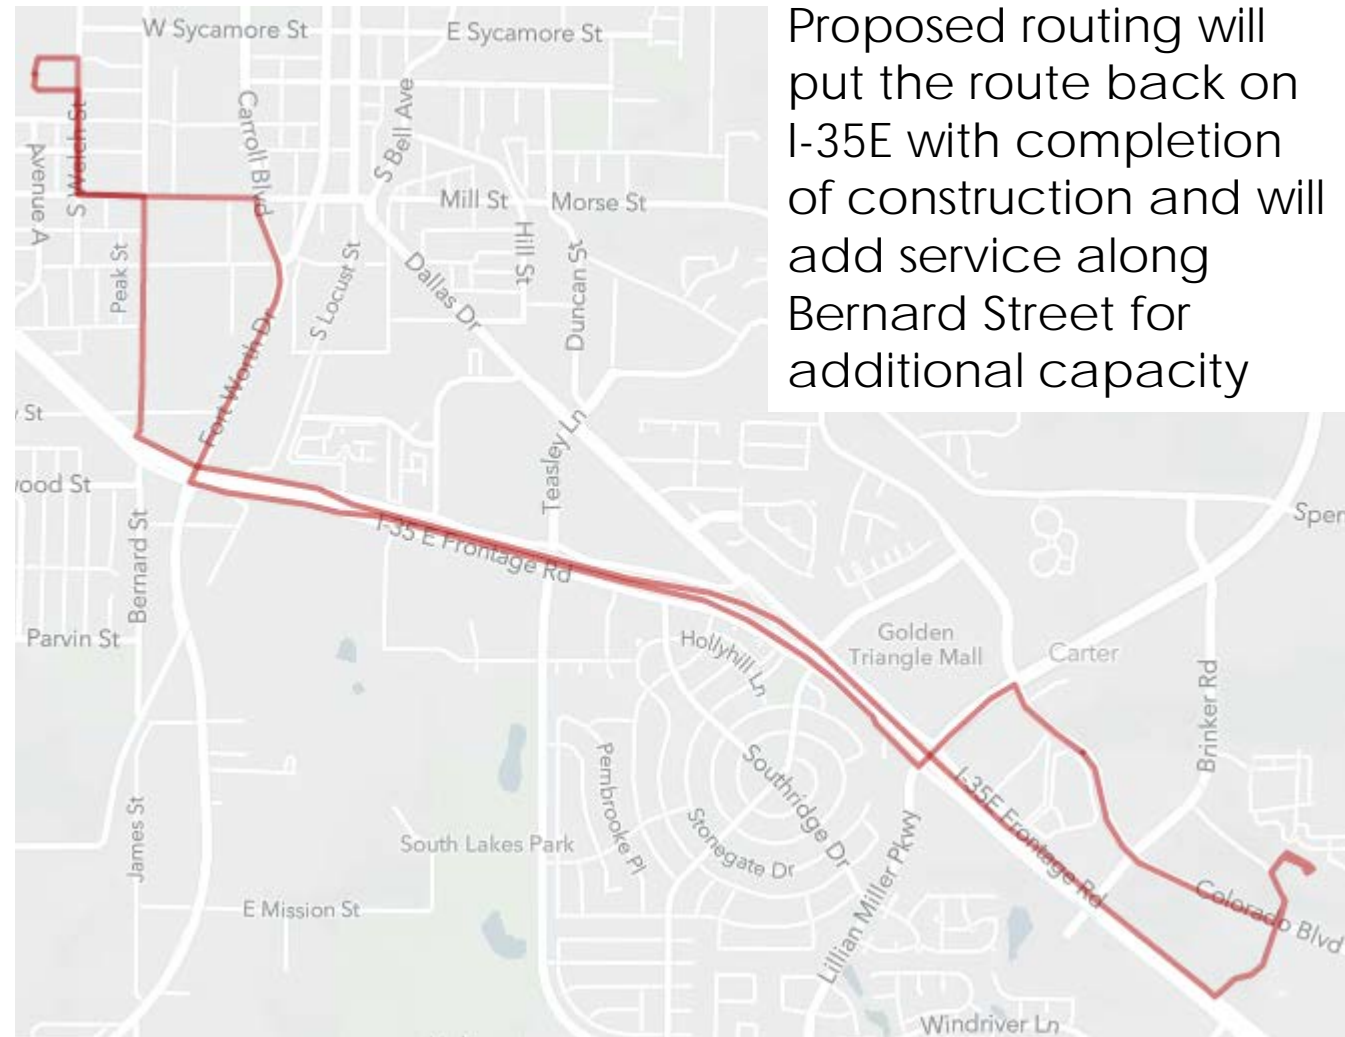 Proposed routing will
put the route back on
I-35E with completion
of construction and will
add service along
Bernard Street for
additional capacity
W Sycamore St
E Sycamore St
S Bell Ave
Carroll Blvd
S Welch St
Avenue A
Mill St
Morse St
Peak St
Hill St
S Locust St
Dallas Dr
Duncan St
Fort Worth Dr
St
Teasley Ln
ood St
Sper
I-35 E Frontage Rd
Bernard St
Parvin St
Hollyhill Ln
Golden
Triangle Mall
Carter
Brinker Rd
Pembrooke Pl
Southridge Dr
Stonegate Dr
I-35E Frontage Rd
James St
South Lakes Park
Lillian Miller Pkwy
Colorado Blvd
E Mission St
Windriver Ln